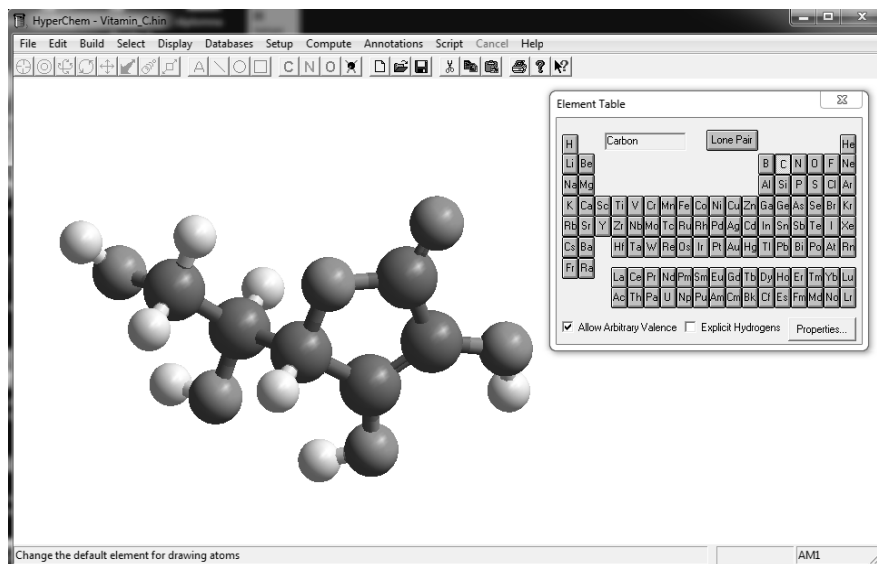 HyperChem - Vitamin_C.hin
File Edit Build Select Display Databases Setup Compute Annotations Script Cancel Help
A C N O
Element Table
Carbon Lone Pair
H He
Li Be B C N O F Ne
Na Mg Al Si P S Cl Ar
K Ca Sc Ti V Cr Mn Fe Co Ni Cu Zn Ga Ge As Se Br Kr
Rb Sr Y Zr Nb Mo Tc Ru Rh Pd Ag Cd In Sn Sb Te I Xe
Cs Ba Hf Ta W Re Os Ir Pt Au Hg Tl Pb Bi Po At Rn
Fr Ra
La Ce Pr Nd Pm Sm Eu Gd Tb Dy Ho Er Tm Yb Lu
Ac Th Pa U Np Pu Am Cm Bk Cf Es Fm Md No Lr
Allow Arbitrary Valence Explicit Hydrogens Properties...
Change the default element for drawing atoms AM1